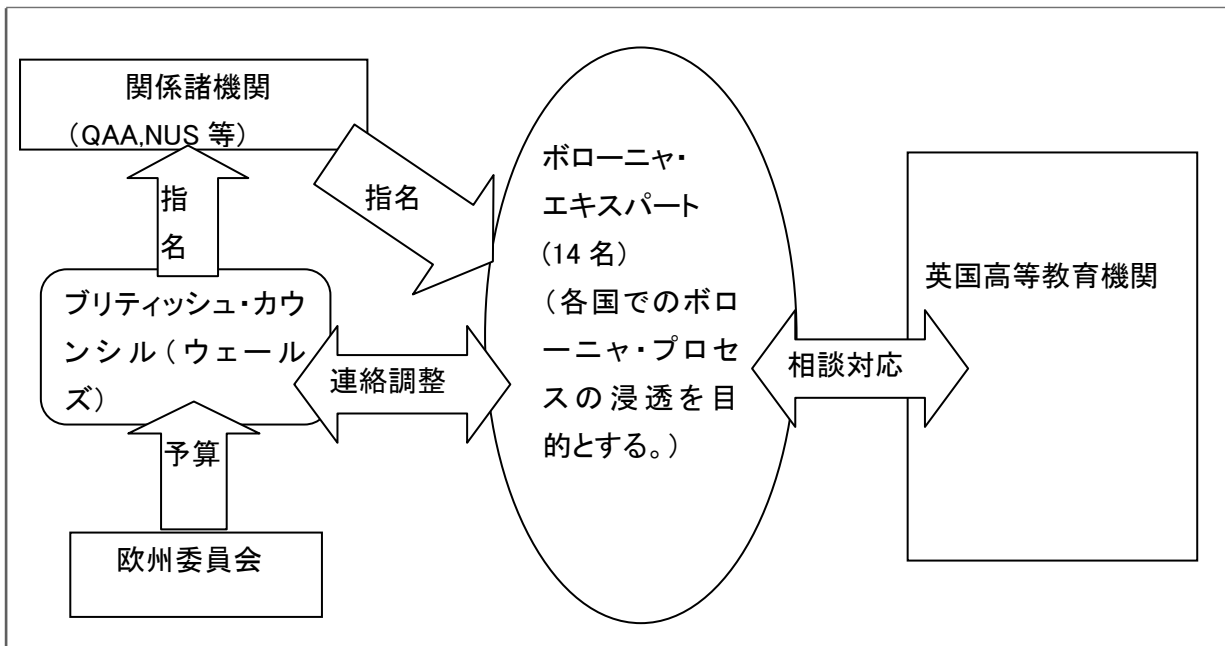 関係諸機関
（QAA,NUS 等）
指
名
指名
ブリティッシュ・カウ
ンシル（ウェール
ズ）
連絡調整
予算
欧州委員会
ボローニャ・
エキスパート
(14 名)
（各国でのボロ
ーニャ・プロセ
スの浸透を目
的とする。）
相談対応
英国高等教育機関